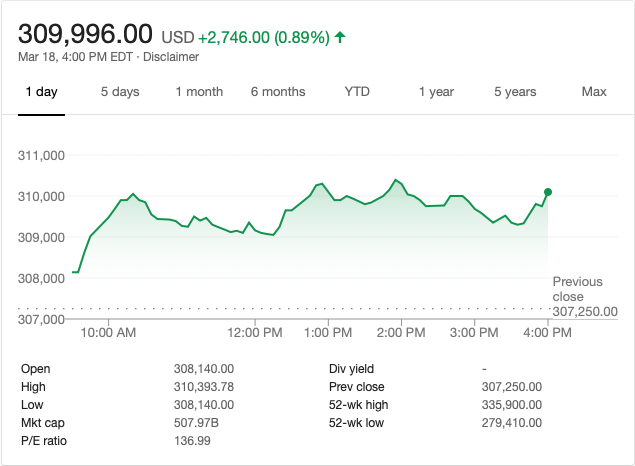 309,996.00 USD +2,746.00 (0.89%) ↑
Mar 18, 4:00 PM EDT · Disclaimer
1 day 5 days 1 month 6 months YTD 1 year 5 years Max
311,000
310,000
309,000
308,000
307,000
Previous
close
307,250.00
10:00 AM 12:00 PM 1:00 PM 2:00 PM 3:00 PM 4:00 PM
Open 308,140.00 Div yield -
High 310,393.78 Prev close 307,250.00
Low 308,140.00 52-wk high 335,900.00
Mkt cap 507.97B 52-wk low 279,410.00
P/E ratio 136.99